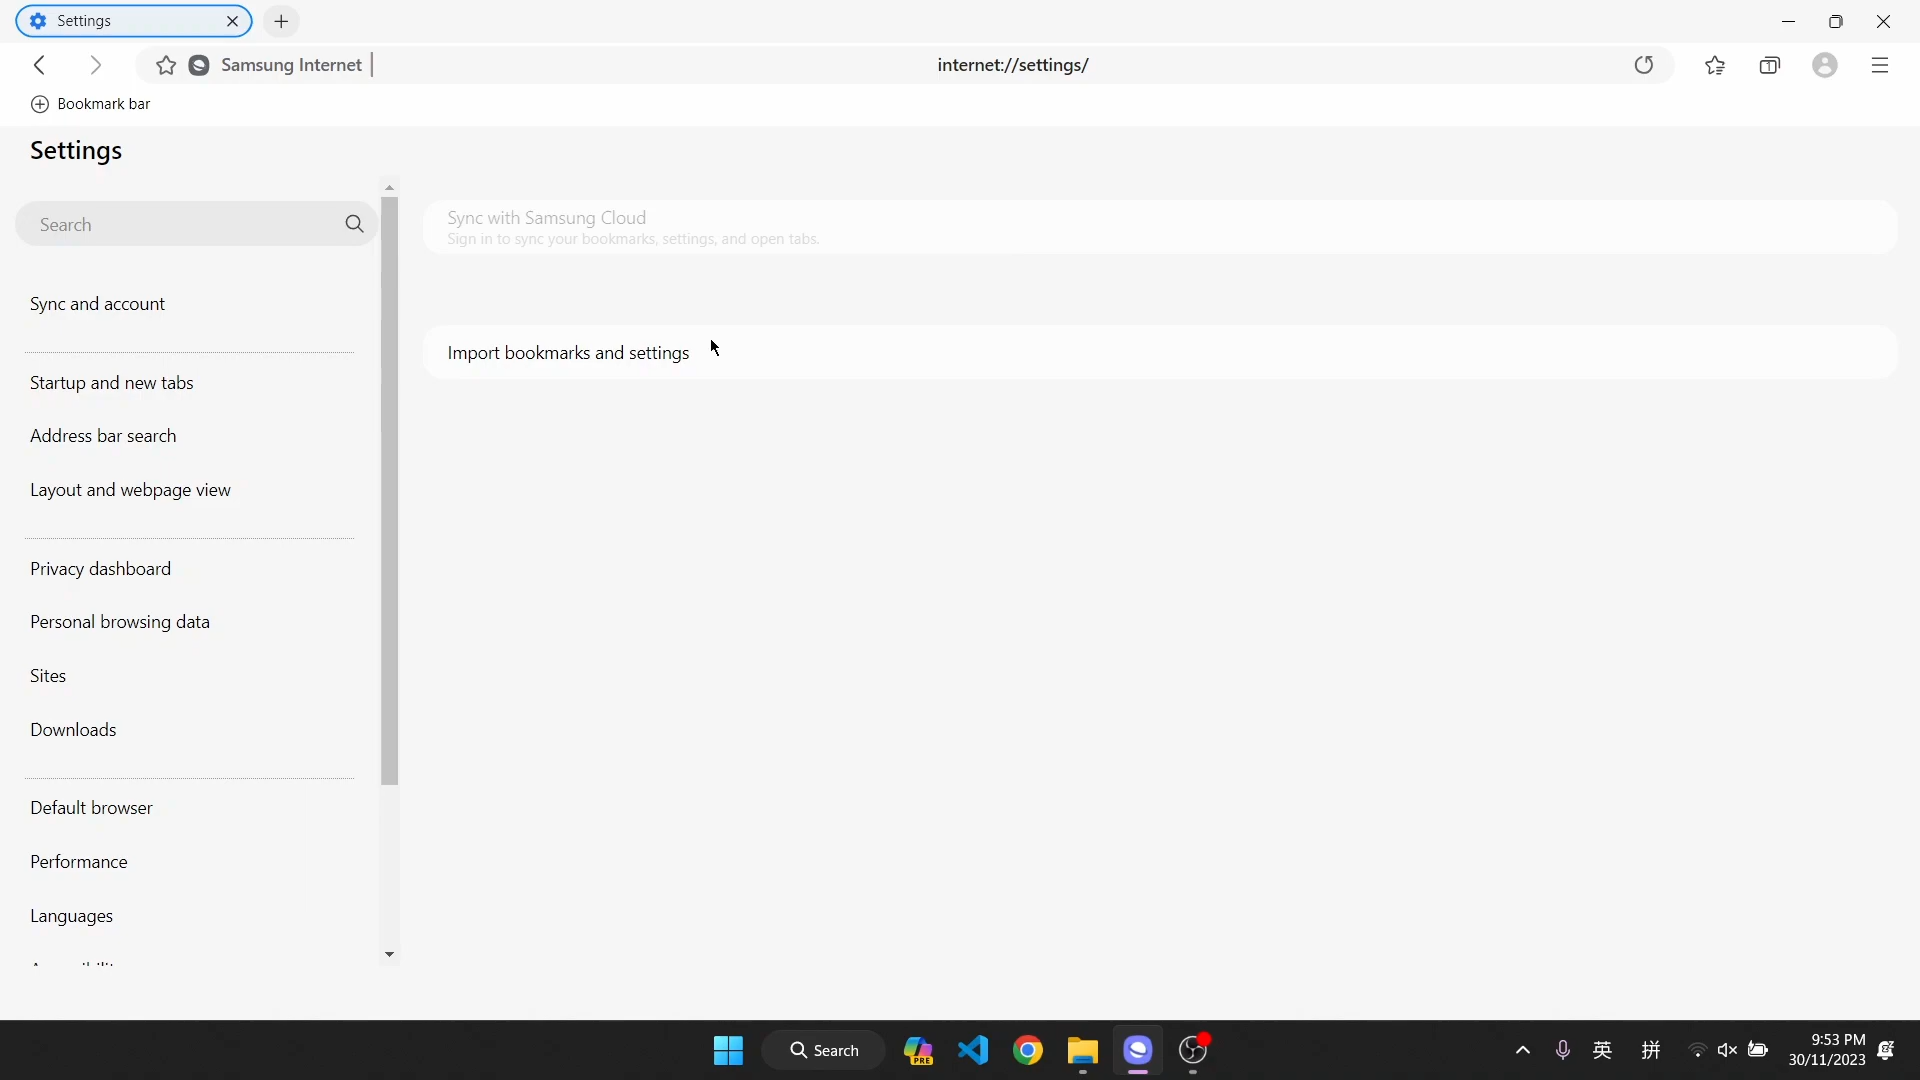 Settings
Samsung Internet
internet://settings/
1
Bookmark bar
Settings
Search
Sync and account
Startup and new tabs
Address bar search
Layout and webpage view
Privacy dashboard
Personal browsing data
Sites
Downloads
Default browser
Performance
Languages
Sync with Samsung Cloud
Sign in to sync your bookmarks, settings, and open tabs.
Import bookmarks and settings
Search
PRE
英
拼
9:53 PM
30/11/2023